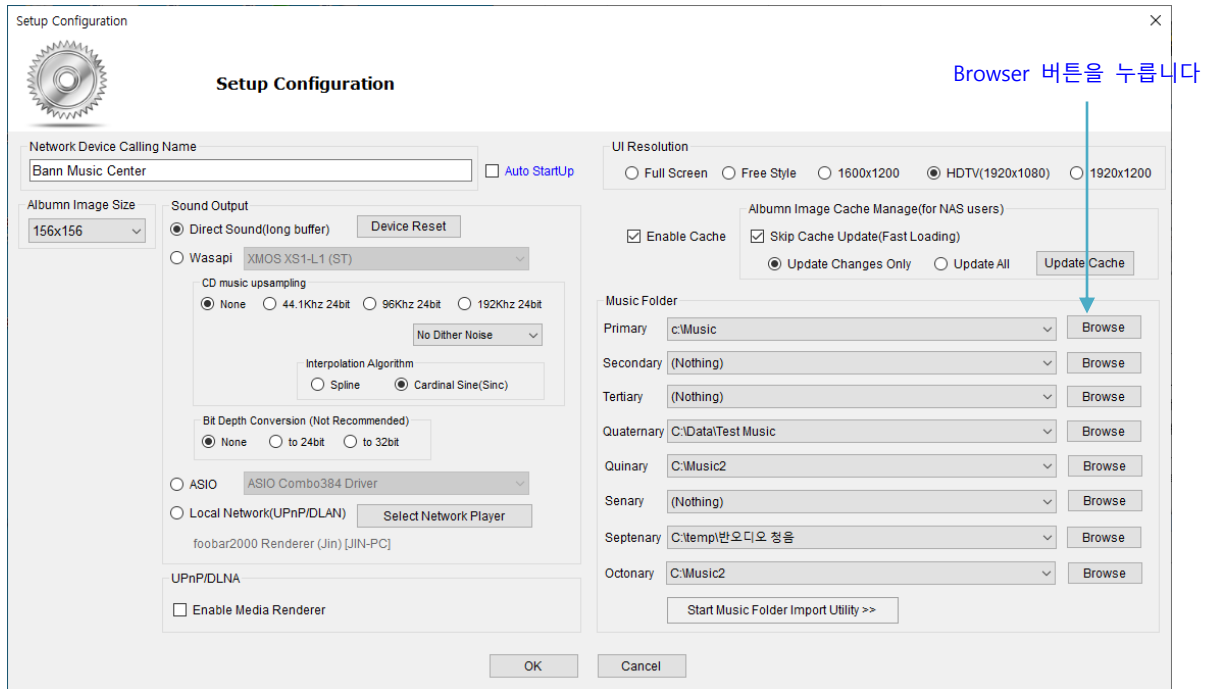 Setup Configuration
Setup Configuration
Browser 버튼을 누릅니다
Network Device Calling Name
Bann Music Center
Auto StartUp
UI Resolution
Full Screen Free Style 1600x1200 HDTV(1920x1080) 1920x1200
Albumn Image Size
156x156
Sound Output
Direct Sound(long buffer) Device Reset
Wasapi XMOS XS1-L1 (ST)
CD music upsampling
None 44.1Khz 24bit 96Khz 24bit 192Khz 24bit
No Dither Noise
Interpolation Algorithm
Spline Cardinal Sine(Sinc)
Bit Depth Conversion (Not Recommended)
None to 24bit to 32bit
ASIO ASIO Combo384 Driver
Local Network(UPnP/DLAN) Select Network Player
foobar2000 Renderer (Jin) [JIN-PC]
UPnP/DLNA
Enable Media Renderer
Albumn Image Cache Manage(for NAS users)
Enable Cache Skip Cache Update(Fast Loading)
Update Changes Only Update All Update Cache
Music Folder
Primary c:\Music Browse
Secondary (Nothing) Browse
Tertiary (Nothing) Browse
Quaternary C:\Data\Test Music Browse
Quinary C:\Music2 Browse
Senary (Nothing) Browse
Septenary C:\temp\반오디오 청음 Browse
Octonary C:\Music2 Browse
Start Music Folder Import Utility >>
OK Cancel